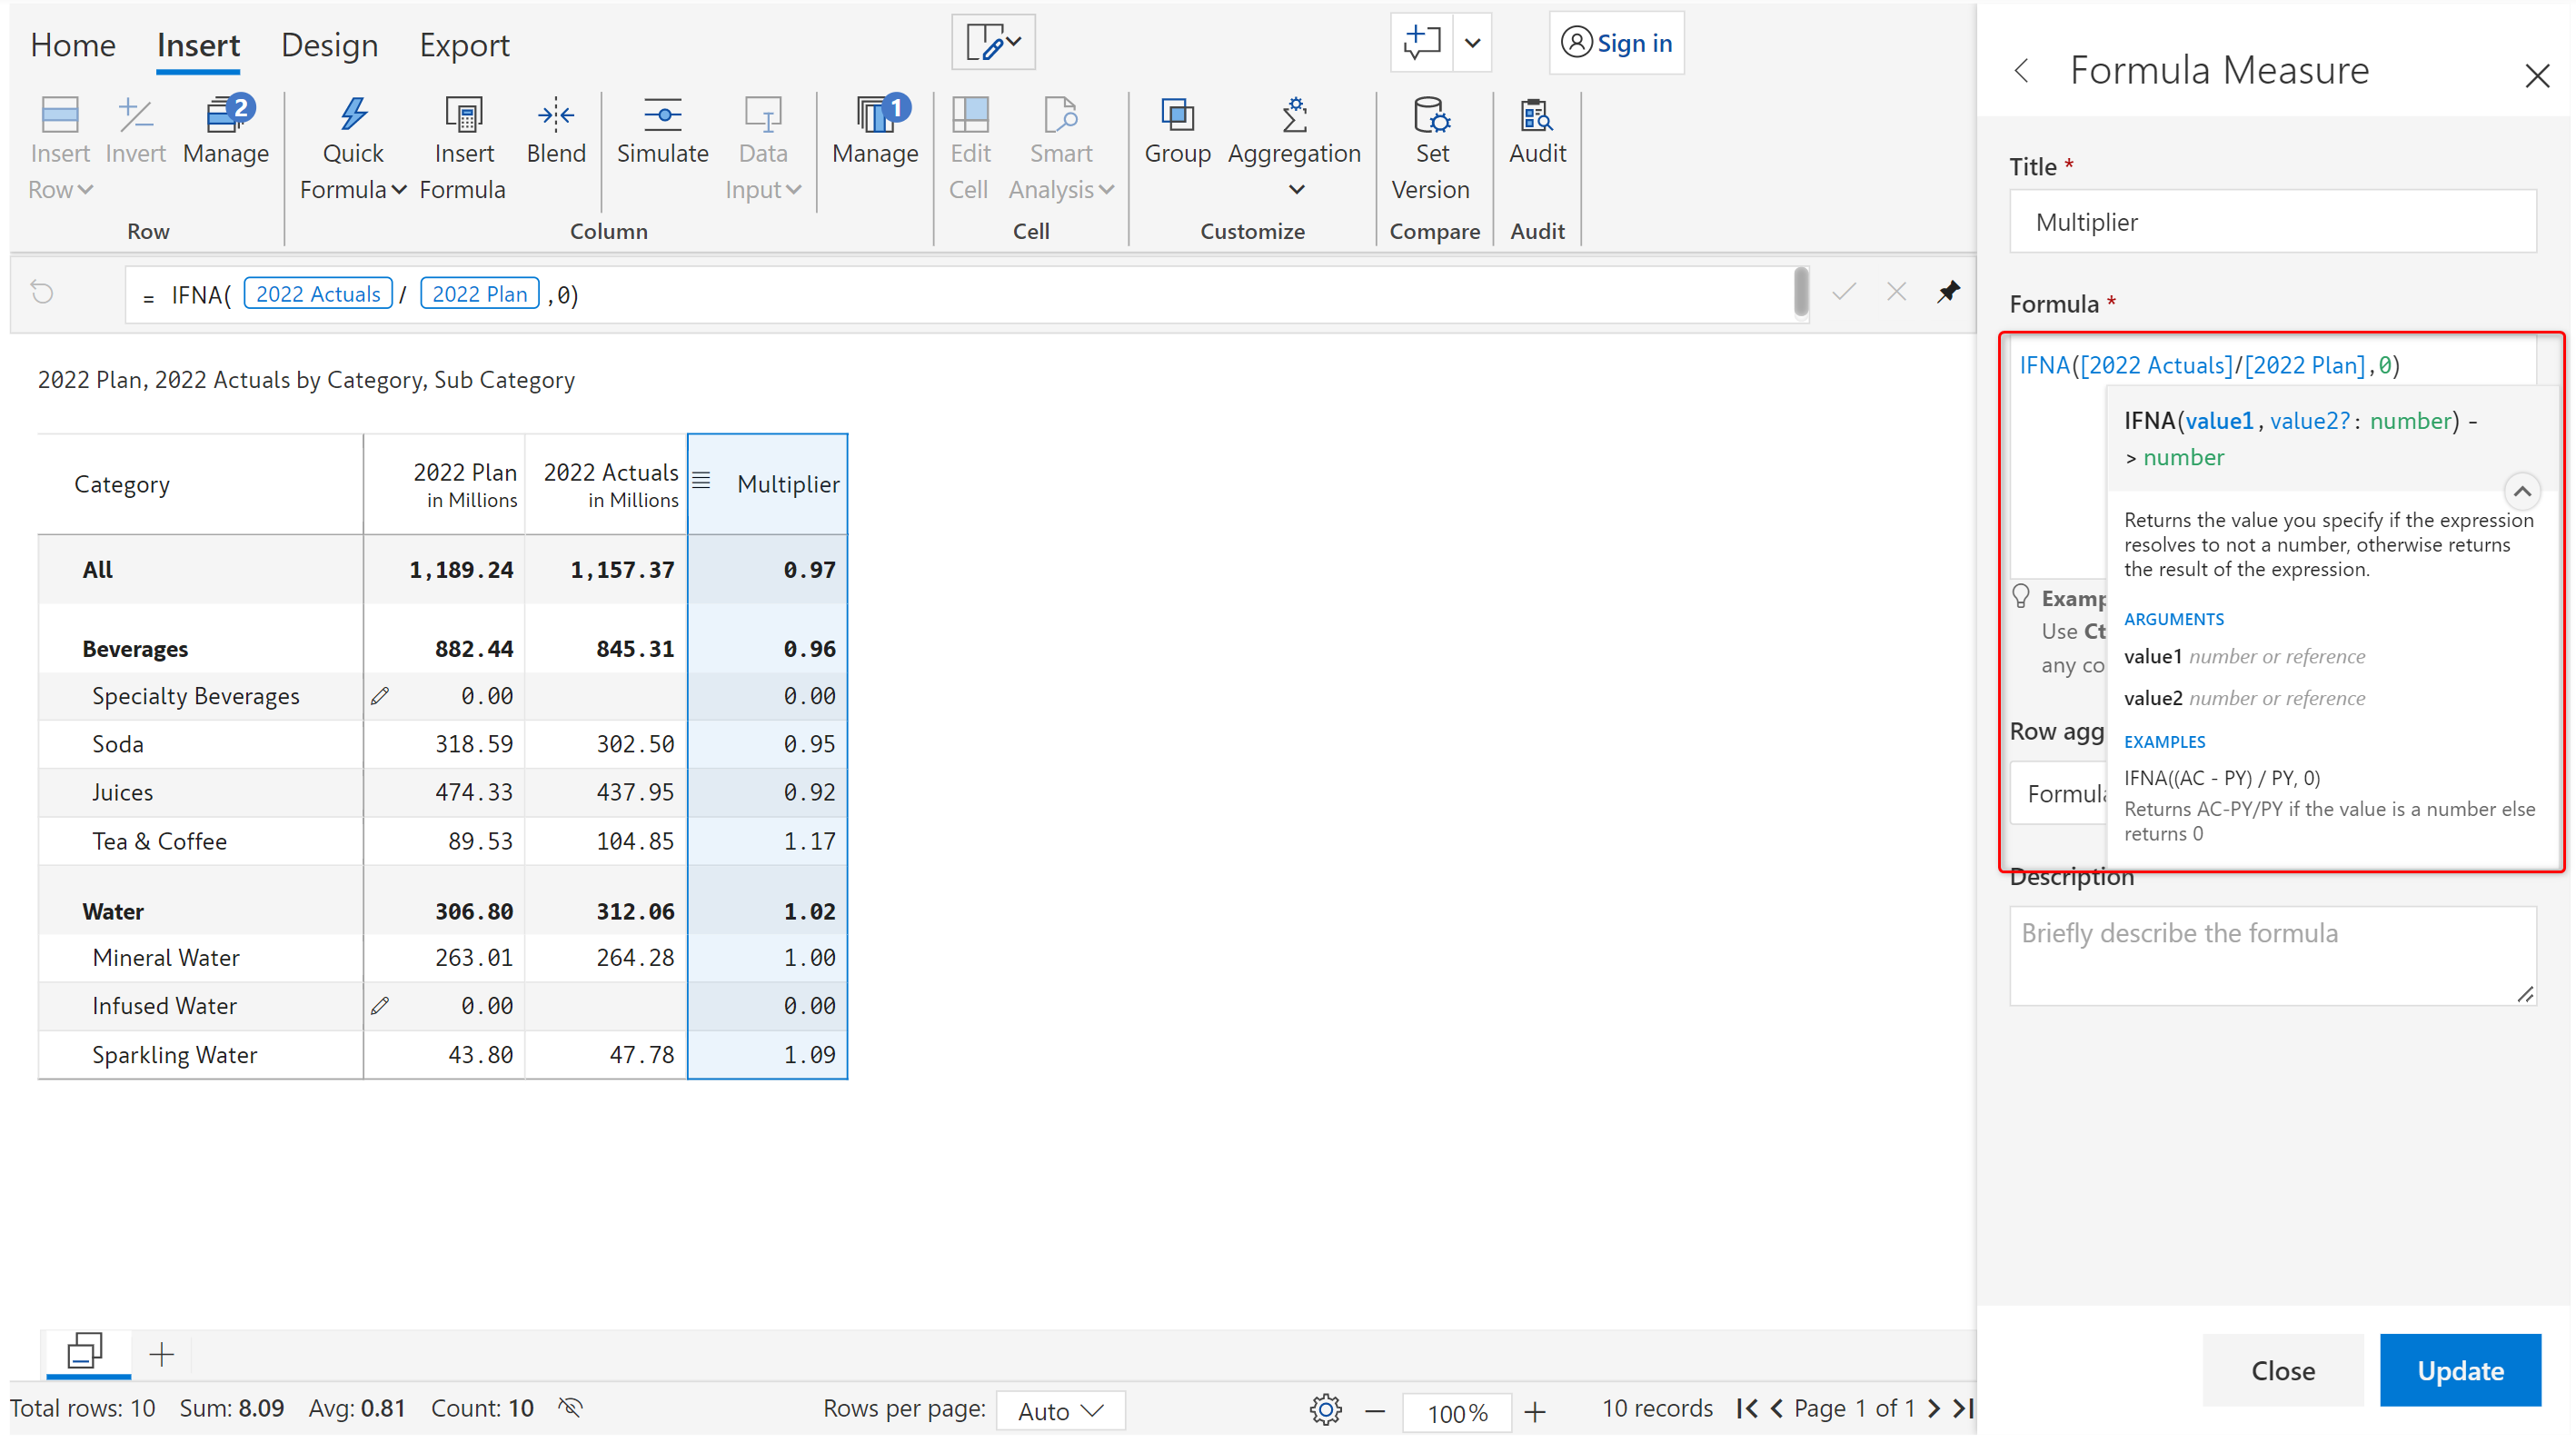 Home Insert Design Export
Sign in
Insert Row
Invert
Manage 2
Row
Quick Formula
Insert Formula
Blend
Simulate
Data Input
Column
Manage 1
Edit Cell
Smart Analysis
Cell
Group
Aggregation
Customize
Set Version
Compare
Audit
Audit
= IFNA( 2022 Actuals / 2022 Plan ,0)
2022 Plan, 2022 Actuals by Category, Sub Category
Category 2022 Plan in Millions 2022 Actuals in Millions Multiplier
All 1,189.24 1,157.37 0.97
Beverages 882.44 845.31 0.96
Specialty Beverages 0.00 0.00
Soda 318.59 302.50 0.95
Juices 474.33 437.95 0.92
Tea & Coffee 89.53 104.85 1.17
Water 306.80 312.06 1.02
Mineral Water 263.01 264.28 1.00
Infused Water 0.00 0.00
Sparkling Water 43.80 47.78 1.09
Total rows: 10 Sum: 8.09 Avg: 0.81 Count: 10
Rows per page: Auto
100%
10 records Page 1 of 1
Formula Measure
Title *
Multiplier
Formula *
IFNA([2022 Actuals]/[2022 Plan],0)
IFNA(value1, value2?: number) -
> number
Returns the value you specify if the expression
resolves to not a number, otherwise returns
the result of the expression.
ARGUMENTS
value1 number or reference
value2 number or reference
EXAMPLES
IFNA((AC - PY) / PY, 0)
Returns AC-PY/PY if the value is a number else
returns 0
Examp
Use Ct
any co
Row agg
Formula
Description
Briefly describe the formula
Close Update